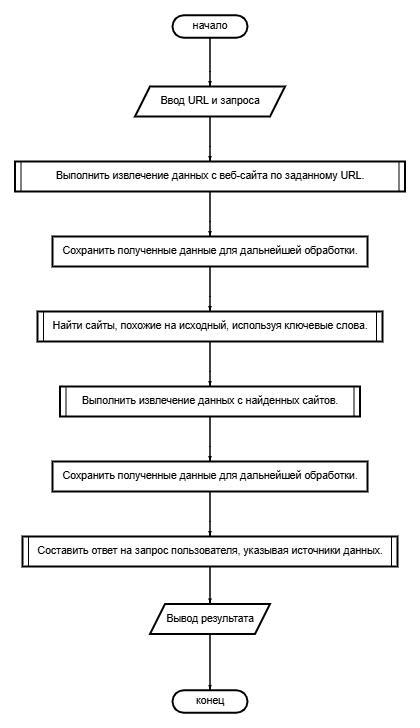 начало
Ввод URL и запроса
Выполнить извлечение данных с веб-сайта по заданному URL.
Сохранить полученные данные для дальнейшей обработки.
Найти сайты, похожие на исходный, используя ключевые слова.
Выполнить извлечение данных с найденных сайтов.
Сохранить полученные данные для дальнейшей обработки.
Составить ответ на запрос пользователя, указывая источники данных.
Вывод результата
конец